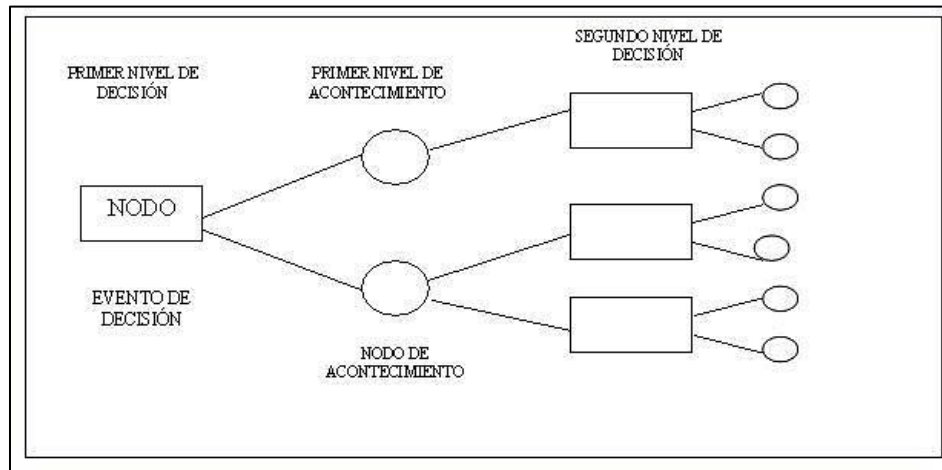 PRIMER NIVEL DE
DECISIÓN
PRIMER NIVEL DE
ACONTECIMIENTO
SEGUNDO NIVEL DE
DECISIÓN
NODO
EVENTO DE
DECISIÓN
NODO DE
ACONTECIMIENTO